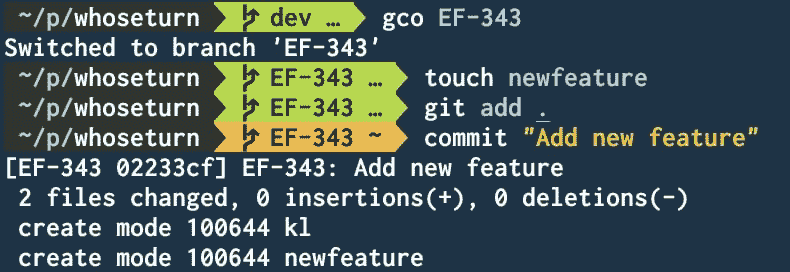 ~/p/whoseturn dev … gco EF-343
Switched to branch 'EF-343'
~/p/whoseturn EF-343 … touch newfeature
~/p/whoseturn EF-343 … git add .
~/p/whoseturn EF-343 ~ commit "Add new feature"
[EF-343 02233cf] EF-343: Add new feature
2 files changed, 0 insertions(+), 0 deletions(-)
create mode 100644 kl
create mode 100644 newfeature